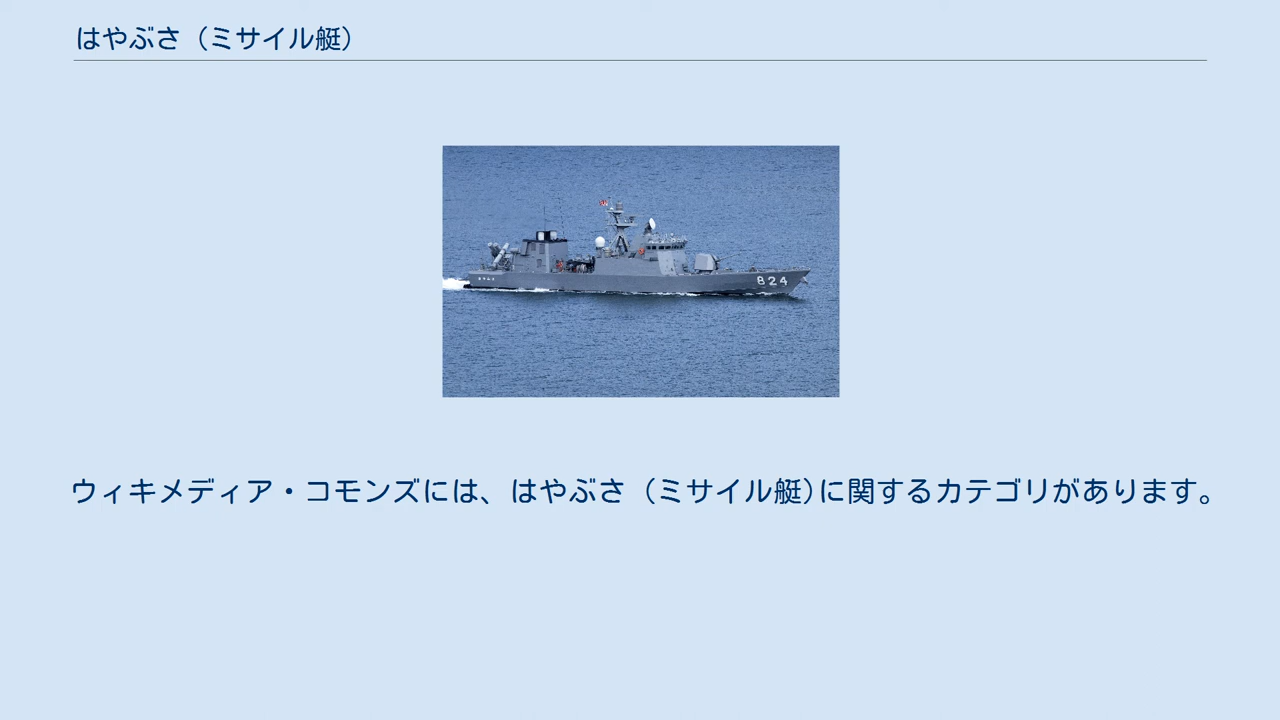 はやぶさ（ミサイル艇）
824
ウィキメディア・コモンズには、はやぶさ（ミサイル艇)に関するカテゴリがあります。